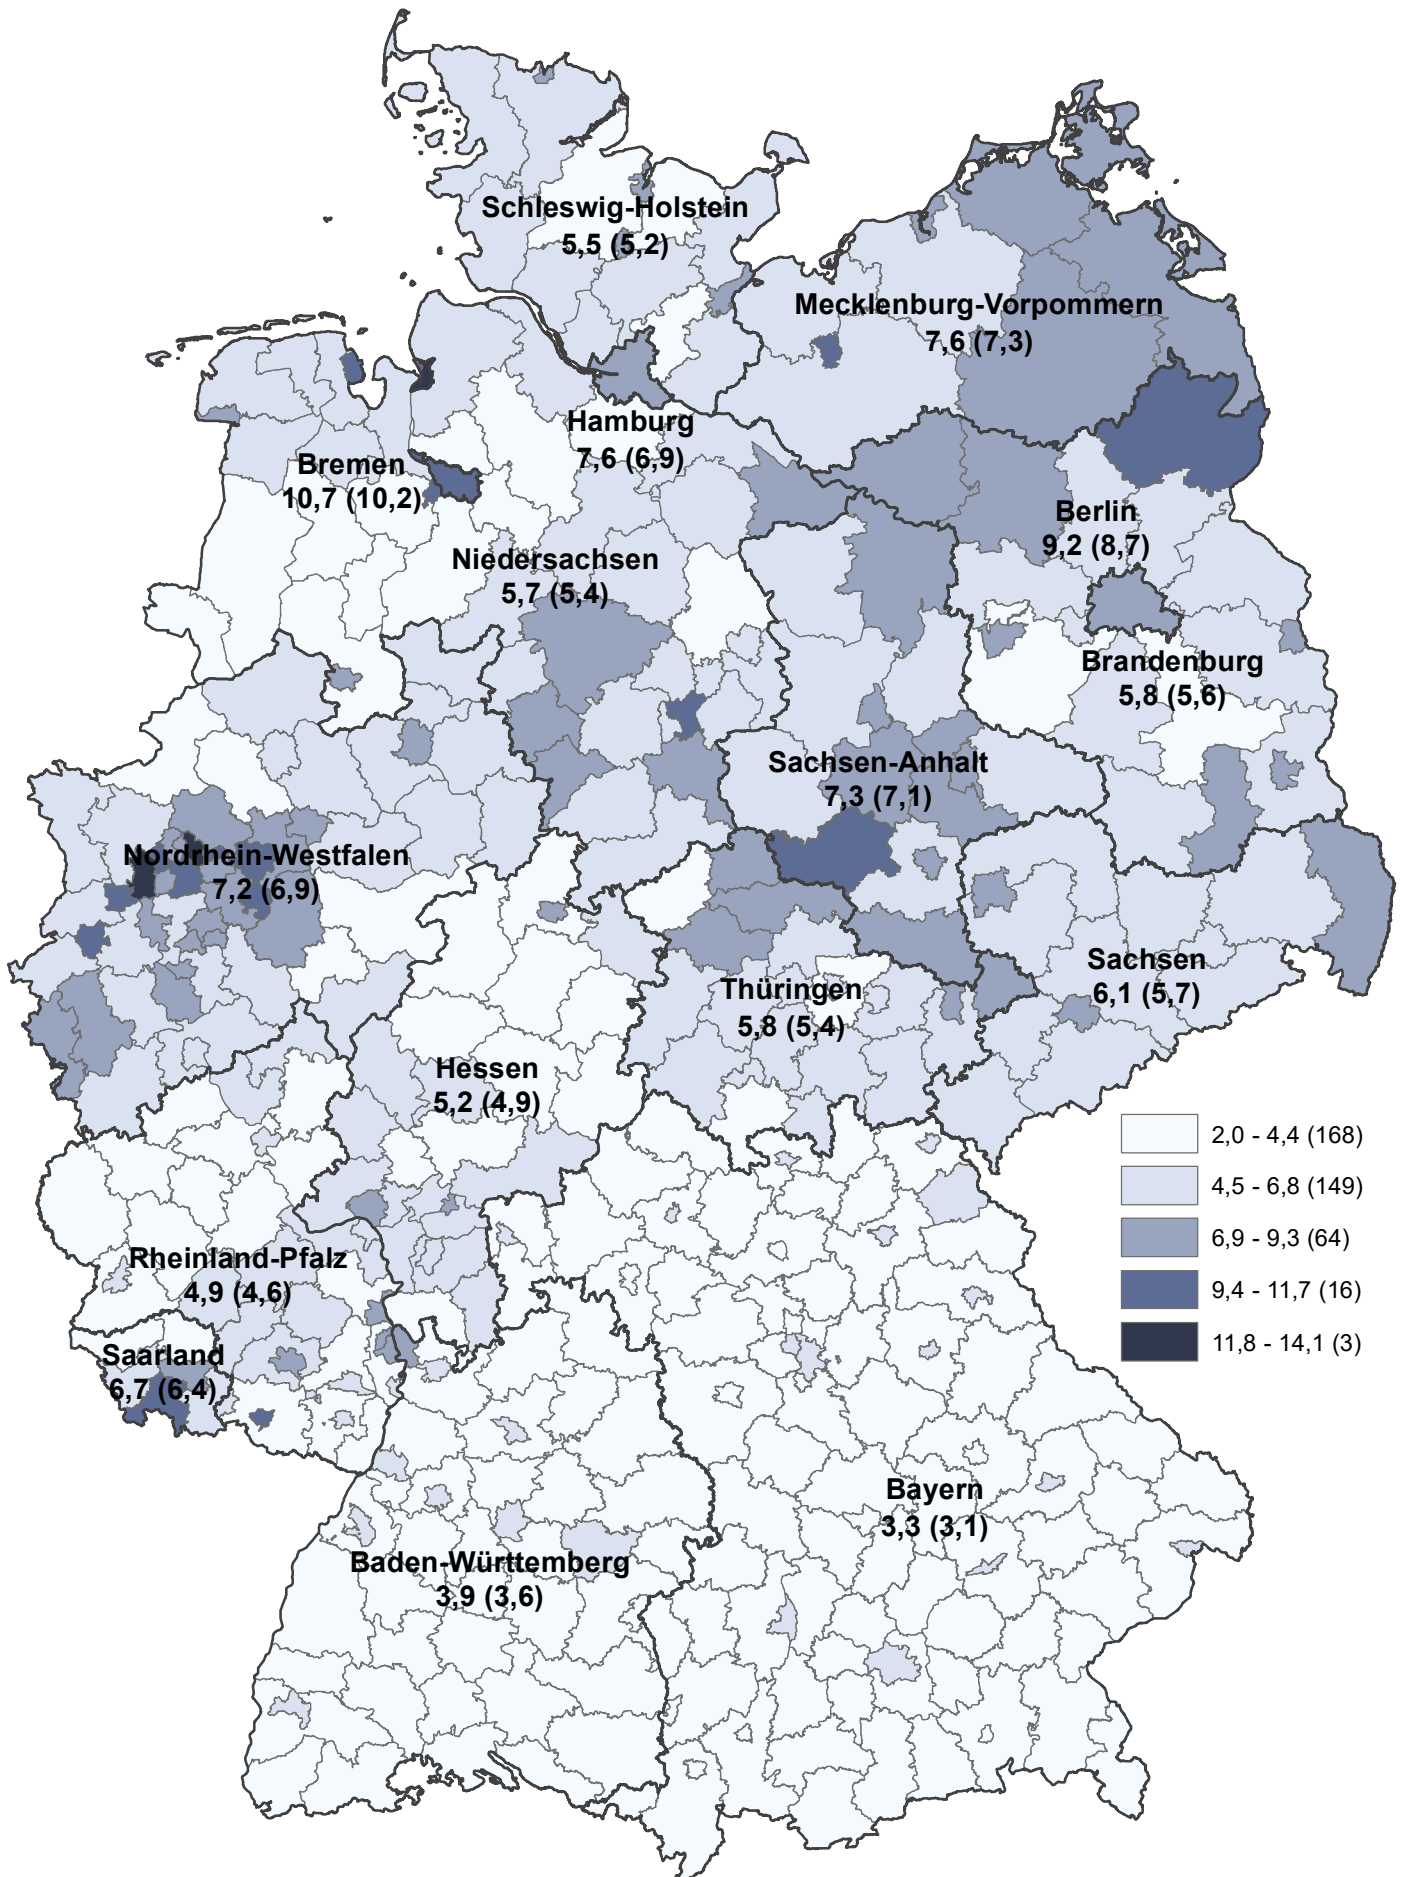 Schleswig-Holstein
5,5 (5,2)
Mecklenburg-Vorpommern
7,6 (7,3)
Hamburg
7,6 (6,9)
Bremen
10,7 (10,2)
Berlin
9,2 (8,7)
Niedersachsen
5,7 (5,4)
Brandenburg
5,8 (5,6)
Sachsen-Anhalt
7,3 (7,1)
Nordrhein-Westfalen
7,2 (6,9)
Sachsen
6,1 (5,7)
Thüringen
5,8 (5,4)
Hessen
5,2 (4,9)
2,0 - 4,4 (168)
4,5 - 6,8 (149)
6,9 - 9,3 (64)
9,4 - 11,7 (16)
11,8 - 14,1 (3)
Rheinland-Pfalz
4,9 (4,6)
Saarland
6,7 (6,4)
Bayern
3,3 (3,1)
Baden-Württemberg
3,9 (3,6)